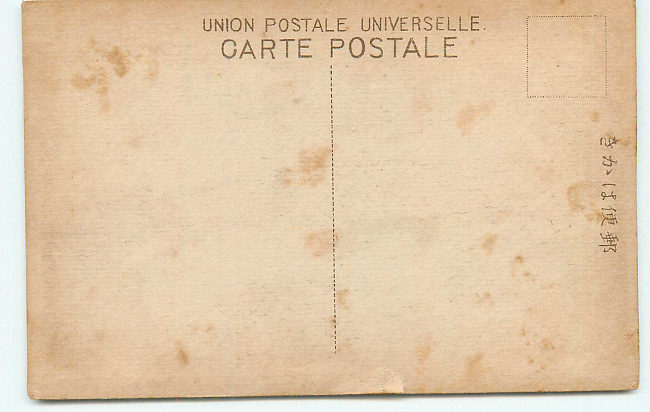 UNION POSTALE UNIVERSELLE.
CARTE POSTALE
きかは便郵